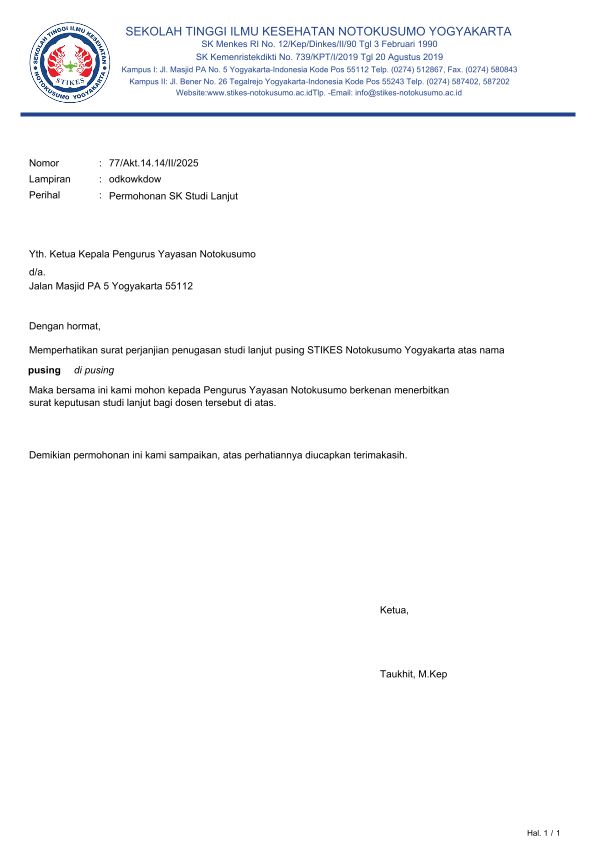 SEKOLAH TINGGI ILMU KESEHATAN
STIKES
NOTOKUSUMO YOGYAKARTA
SEKOLAH TINGGI ILMU KESEHATAN NOTOKUSUMO YOGYAKARTA
SK Menkes RI No. 12/Kep/Dinkes/II/90 Tgl 3 Februari 1990
SK Kemenristekdikti No. 739/KPT/I/2019 Tgl 20 Agustus 2019
Kampus I: Jl. Masjid PA No. 5 Yogyakarta-Indonesia Kode Pos 55112 Telp. (0274) 512867, Fax. (0274) 580843
Kampus II: Jl. Bener No. 26 Tegalrejo Yogyakarta-Indonesia Kode Pos 55243 Telp. (0274) 587402, 587202
Website:www.stikes-notokusumo.ac.idTlp. -Email: info@stikes-notokusumo.ac.id
Nomor : 77/Akt.14.14/II/2025
Lampiran : odkowkdow
Perihal : Permohonan SK Studi Lanjut
Yth. Ketua Kepala Pengurus Yayasan Notokusumo
d/a.
Jalan Masjid PA 5 Yogyakarta 55112
Dengan hormat,
Memperhatikan surat perjanjian penugasan studi lanjut pusing STIKES Notokusumo Yogyakarta atas nama
pusing di pusing
Maka bersama ini kami mohon kepada Pengurus Yayasan Notokusumo berkenan menerbitkan
surat keputusan studi lanjut bagi dosen tersebut di atas.
Demikian permohonan ini kami sampaikan, atas perhatiannya diucapkan terimakasih.
Ketua,
Taukhit, M.Kep
Hal. 1 / 1